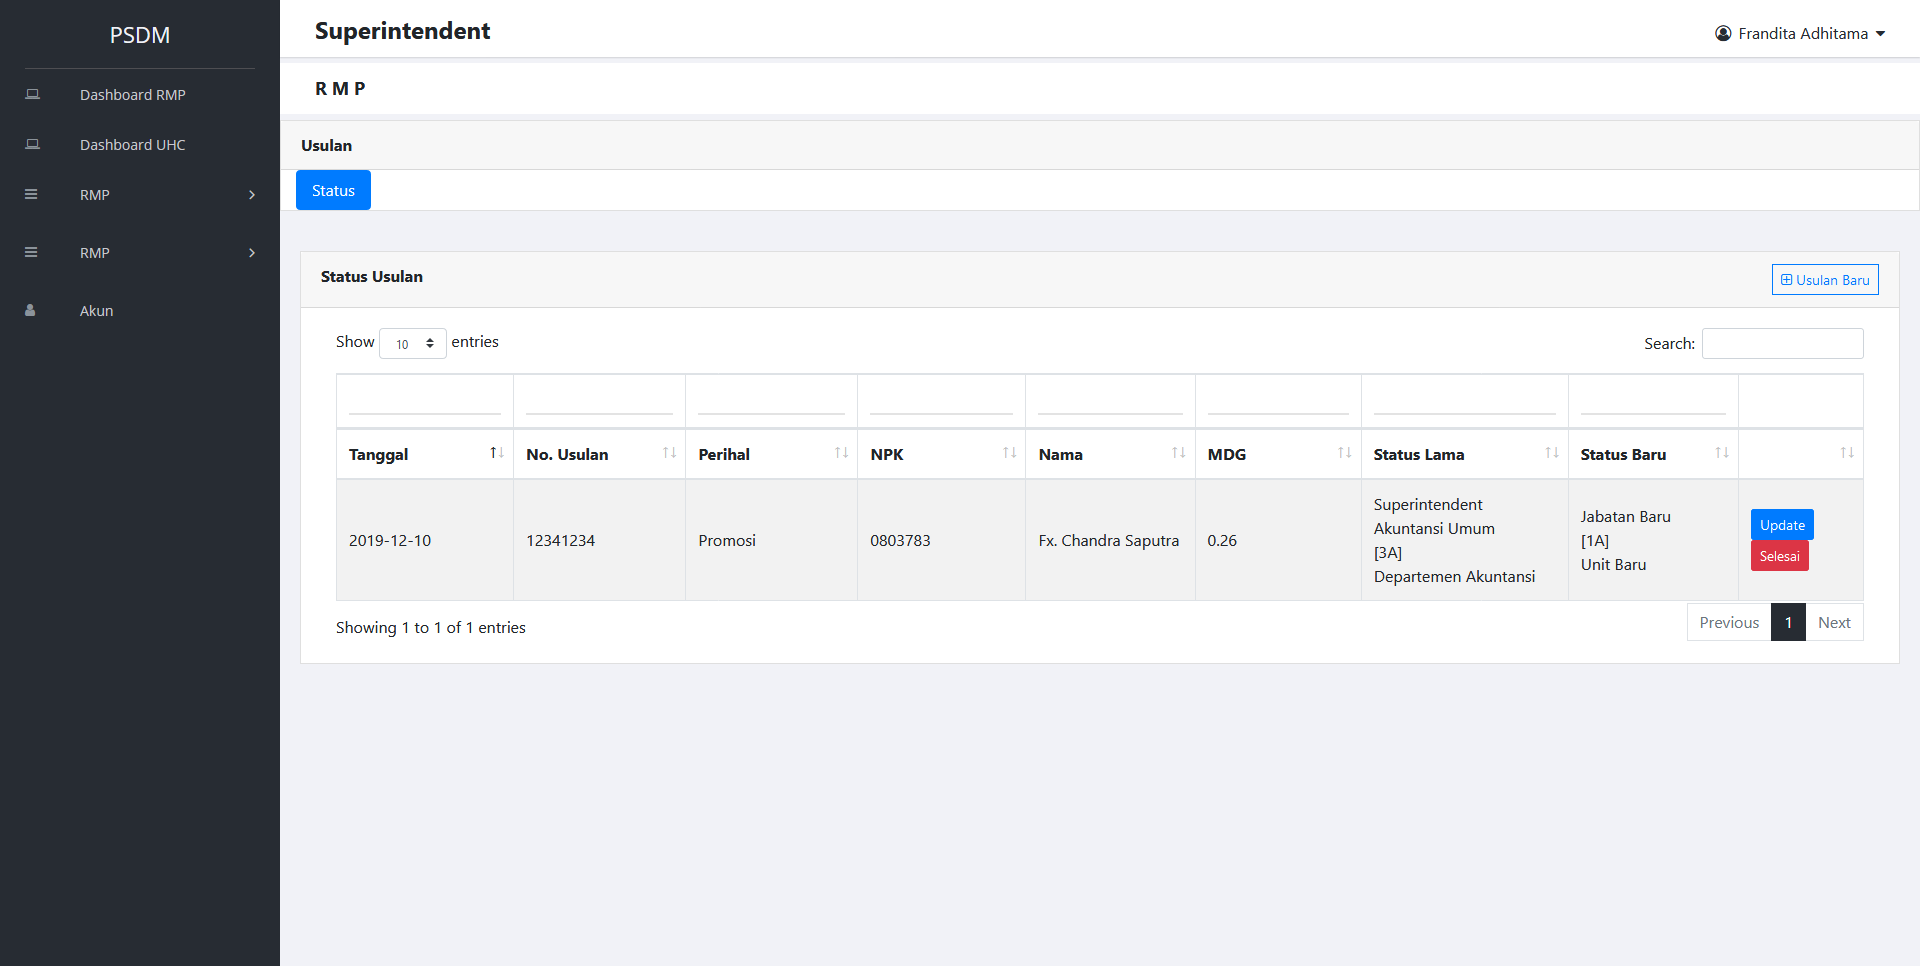 PSDM
Dashboard RMP
Dashboard UHC
RMP
RMP
Akun
Superintendent
Frandita Adhitama
R M P
Usulan
Status
Status Usulan
Usulan Baru
Show 10 entries
Search:
Tanggal No. Usulan Perihal NPK Nama MDG Status Lama Status Baru
2019-12-10 12341234 Promosi 0803783 Fx. Chandra Saputra 0.26
Superintendent
Akuntansi Umum
[3A]
Departemen Akuntansi
Jabatan Baru
[1A]
Unit Baru
Update
Selesai
Showing 1 to 1 of 1 entries
Previous 1 Next